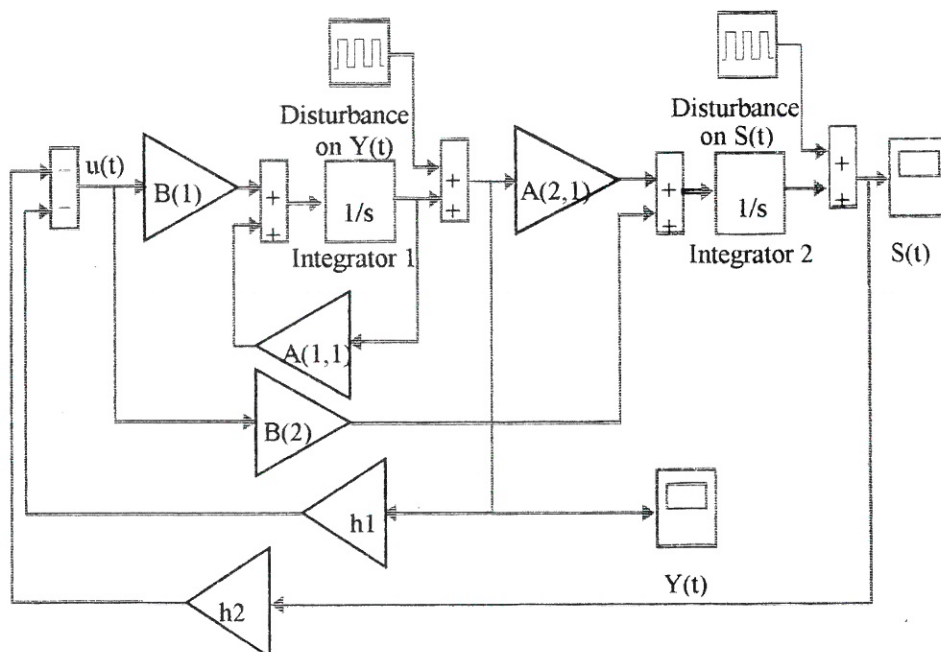 Disturbance
on Y(t)
Disturbance
on S(t)
u(t)
−
−
B(1)
+
+
1/s
Integrator 1
+
+
A(2,1)
+
+
1/s
Integrator 2
+
+
S(t)
A(1,1)
B(2)
h1
Y(t)
h2